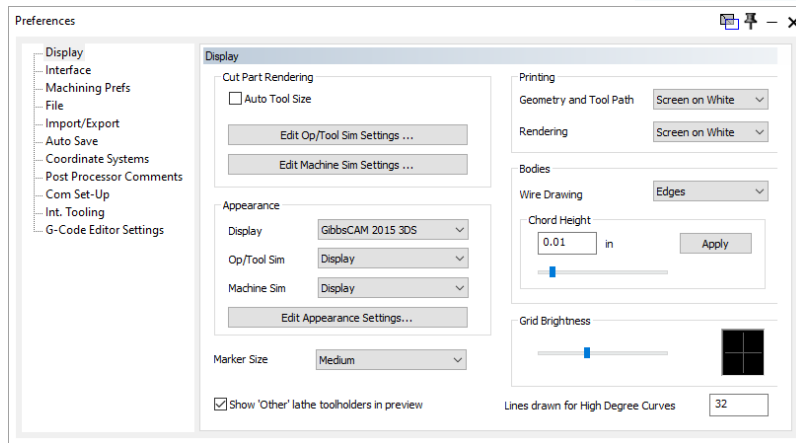 Preferences
Display
Interface
Machining Prefs
File
Import/Export
Auto Save
Coordinate Systems
Post Processor Comments
Com Set-Up
Int. Tooling
G-Code Editor Settings
Display
Cut Part Rendering
Auto Tool Size
Edit Op/Tool Sim Settings ...
Edit Machine Sim Settings ...
Appearance
Display GibbsCAM 2015 3DS
Op/Tool Sim Display
Machine Sim Display
Edit Appearance Settings...
Marker Size Medium
Show 'Other' lathe toolholders in preview
Printing
Geometry and Tool Path Screen on White
Rendering Screen on White
Bodies
Wire Drawing Edges
Chord Height
0.01 in Apply
Grid Brightness
Lines drawn for High Degree Curves 32